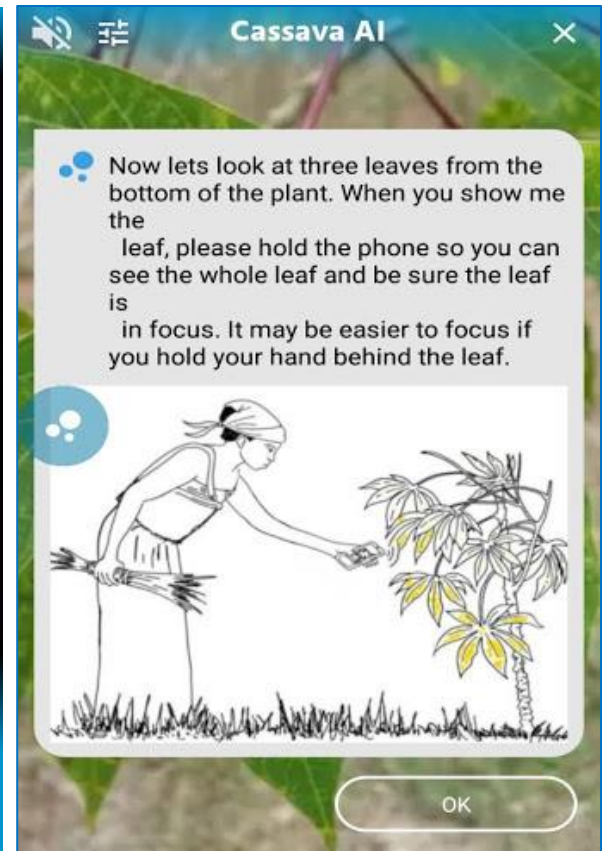 Cassava AI
Now lets look at three leaves from the
bottom of the plant. When you show me
the
leaf, please hold the phone so you can
see the whole leaf and be sure the leaf
is
in focus. It may be easier to focus if
you hold your hand behind the leaf.
OK